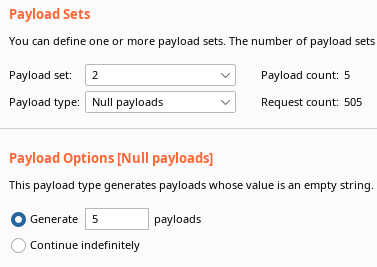 Payload Sets
You can define one or more payload sets. The number of payload sets
Payload set: 2 Payload count: 5
Payload type: Null payloads Request count: 505
Payload Options [Null payloads]
This payload type generates payloads whose value is an empty string.
Generate 5 payloads
Continue indefinitely